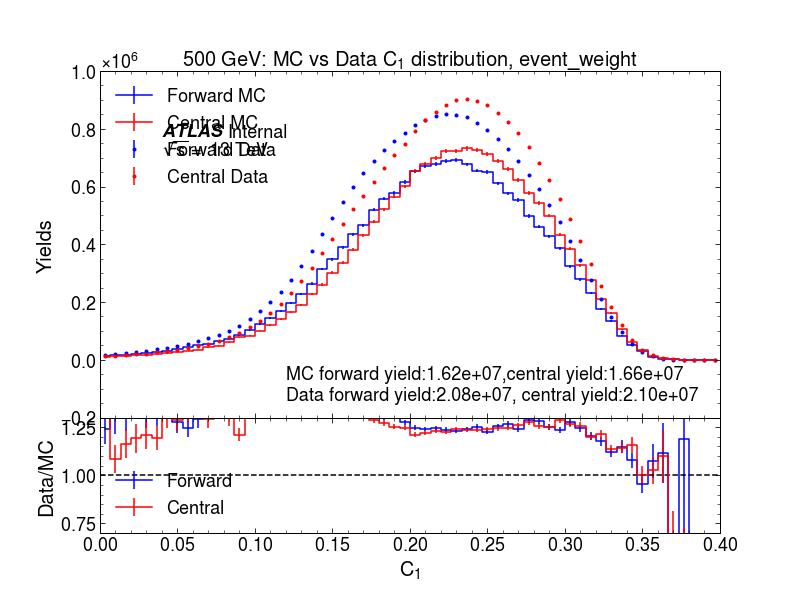 ×10⁶
500 GeV: MC vs Data C₁ distribution, event_weight
1.0
0.8
0.6
0.4
0.2
0.0
0.2
Yields
Forward MC
Central MC
ATLAS Internal
√s = 13 TeV
Forward Data
Central Data
MC forward yield:1.62e+07,central yield:1.66e+07
Data forward yield:2.08e+07, central yield:2.10e+07
1.25
1.00
0.75
Data/MC
Forward
Central
0.00 0.05 0.10 0.15 0.20 0.25 0.30 0.35 0.40
C₁